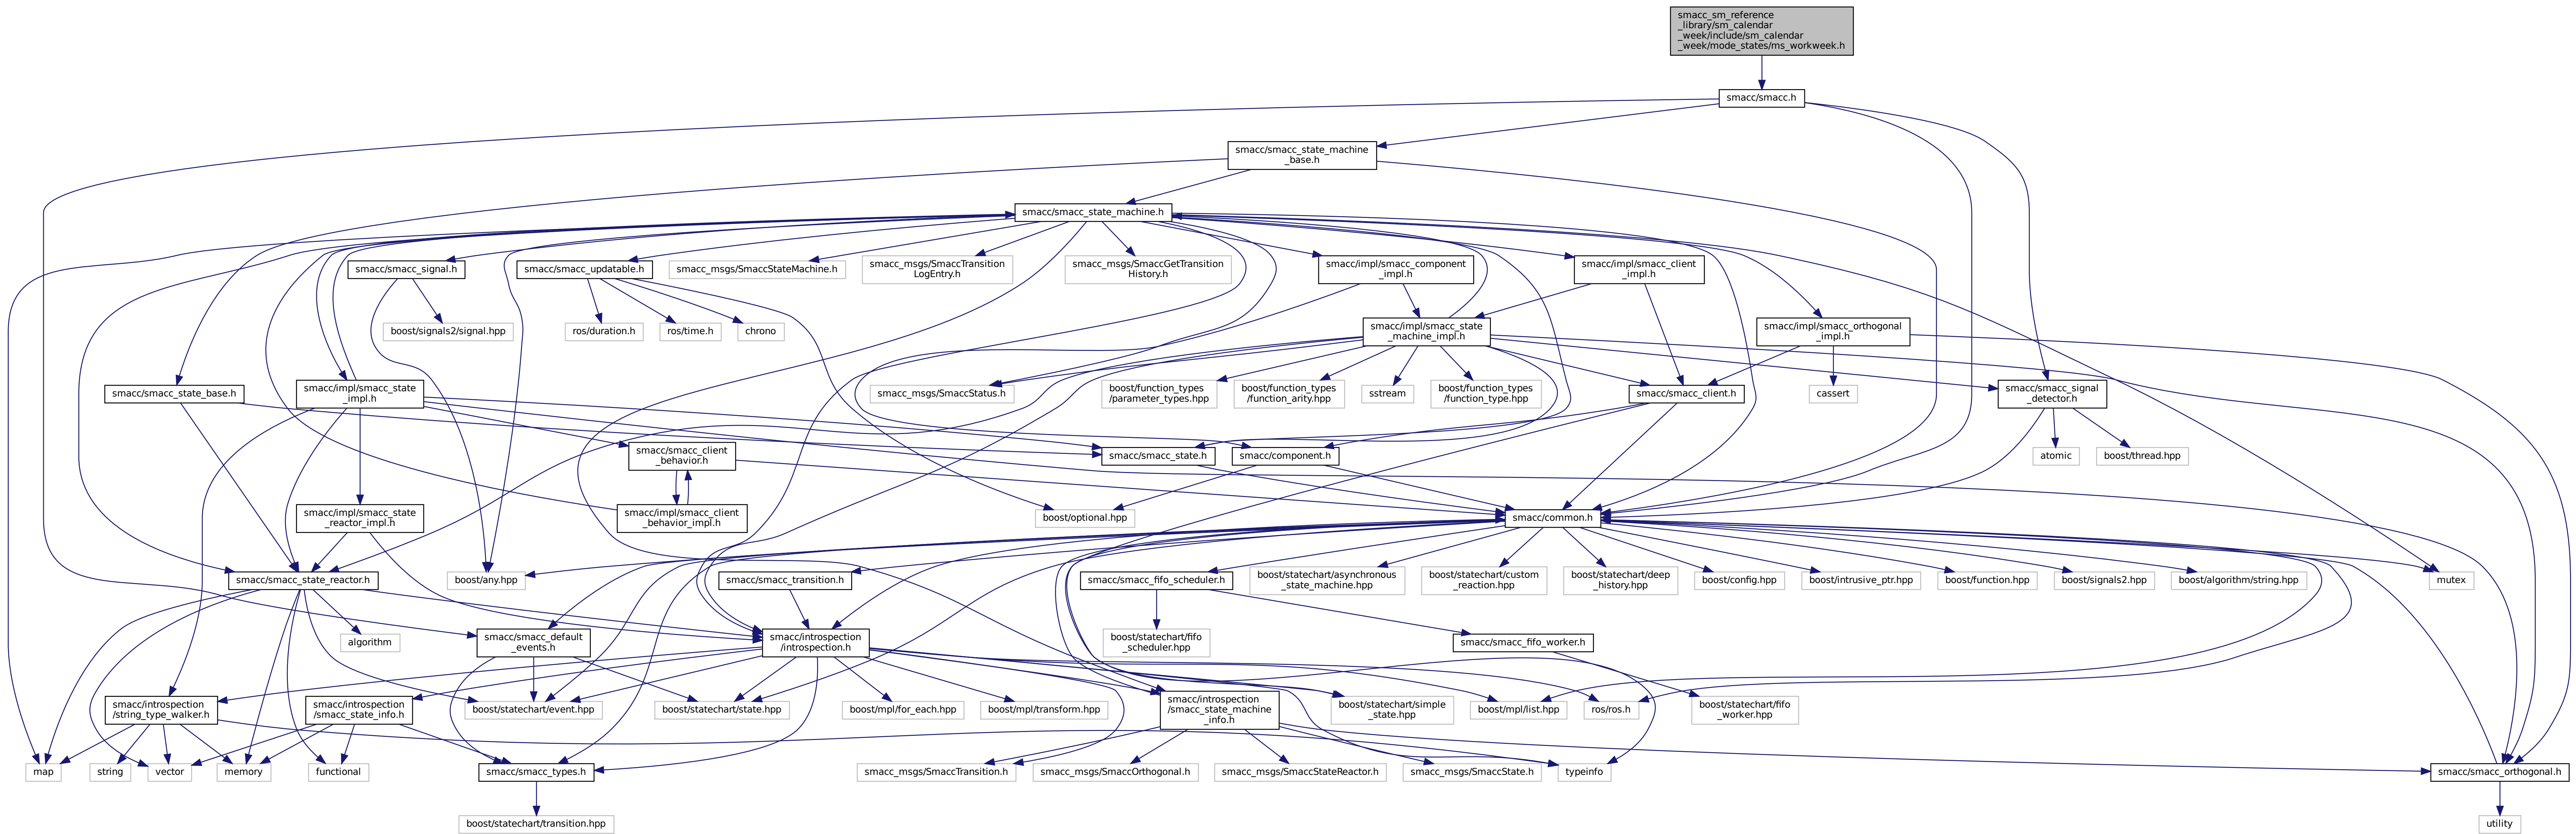 smacc_sm_reference
_library/sm_calendar
_week/include/sm_calendar
_week/mode_states/ms_workweek.h
smacc/smacc.h
smacc/smacc_state_machine
_base.h
smacc/smacc_state_machine.h
smacc/smacc_signal.h
smacc/smacc_updatable.h
smacc_msgs/SmaccStateMachine.h
smacc_msgs/SmaccTransition
LogEntry.h
smacc_msgs/SmaccGetTransition
History.h
smacc/impl/smacc_component
_impl.h
smacc/impl/smacc_client
_impl.h
boost/signals2/signal.hpp
ros/duration.h
ros/time.h
chrono
smacc/impl/smacc_state
_machine_impl.h
smacc/impl/smacc_orthogonal
_impl.h
smacc/smacc_state_base.h
smacc/impl/smacc_state
_impl.h
smacc_msgs/SmaccStatus.h
boost/function_types
/parameter_types.hpp
boost/function_types
/function_arity.hpp
sstream
boost/function_types
/function_type.hpp
smacc/smacc_client.h
cassert
smacc/smacc_signal
_detector.h
smacc/smacc_client
_behavior.h
smacc/smacc_state.h
smacc/component.h
atomic
boost/thread.hpp
smacc/impl/smacc_state
_reactor_impl.h
smacc/impl/smacc_client
_behavior_impl.h
boost/optional.hpp
smacc/common.h
smacc/smacc_state_reactor.h
boost/any.hpp
smacc/smacc_transition.h
smacc/smacc_fifo_scheduler.h
boost/statechart/asynchronous
_state_machine.hpp
boost/statechart/custom
_reaction.hpp
boost/statechart/deep
_history.hpp
boost/config.hpp
boost/intrusive_ptr.hpp
boost/function.hpp
boost/signals2.hpp
boost/algorithm/string.hpp
mutex
algorithm
smacc/smacc_default
_events.h
smacc/introspection
/introspection.h
boost/statechart/fifo
_scheduler.hpp
smacc/smacc_fifo_worker.h
smacc/introspection
/string_type_walker.h
smacc/introspection
/smacc_state_info.h
boost/statechart/event.hpp
boost/statechart/state.hpp
boost/mpl/for_each.hpp
boost/mpl/transform.hpp
smacc/introspection
/smacc_state_machine
_info.h
boost/statechart/simple
_state.hpp
boost/mpl/list.hpp
ros/ros.h
boost/statechart/fifo
_worker.hpp
map
string
vector
memory
functional
smacc/smacc_types.h
smacc_msgs/SmaccTransition.h
smacc_msgs/SmaccOrthogonal.h
smacc_msgs/SmaccStateReactor.h
smacc_msgs/SmaccState.h
typeinfo
smacc/smacc_orthogonal.h
boost/statechart/transition.hpp
utility